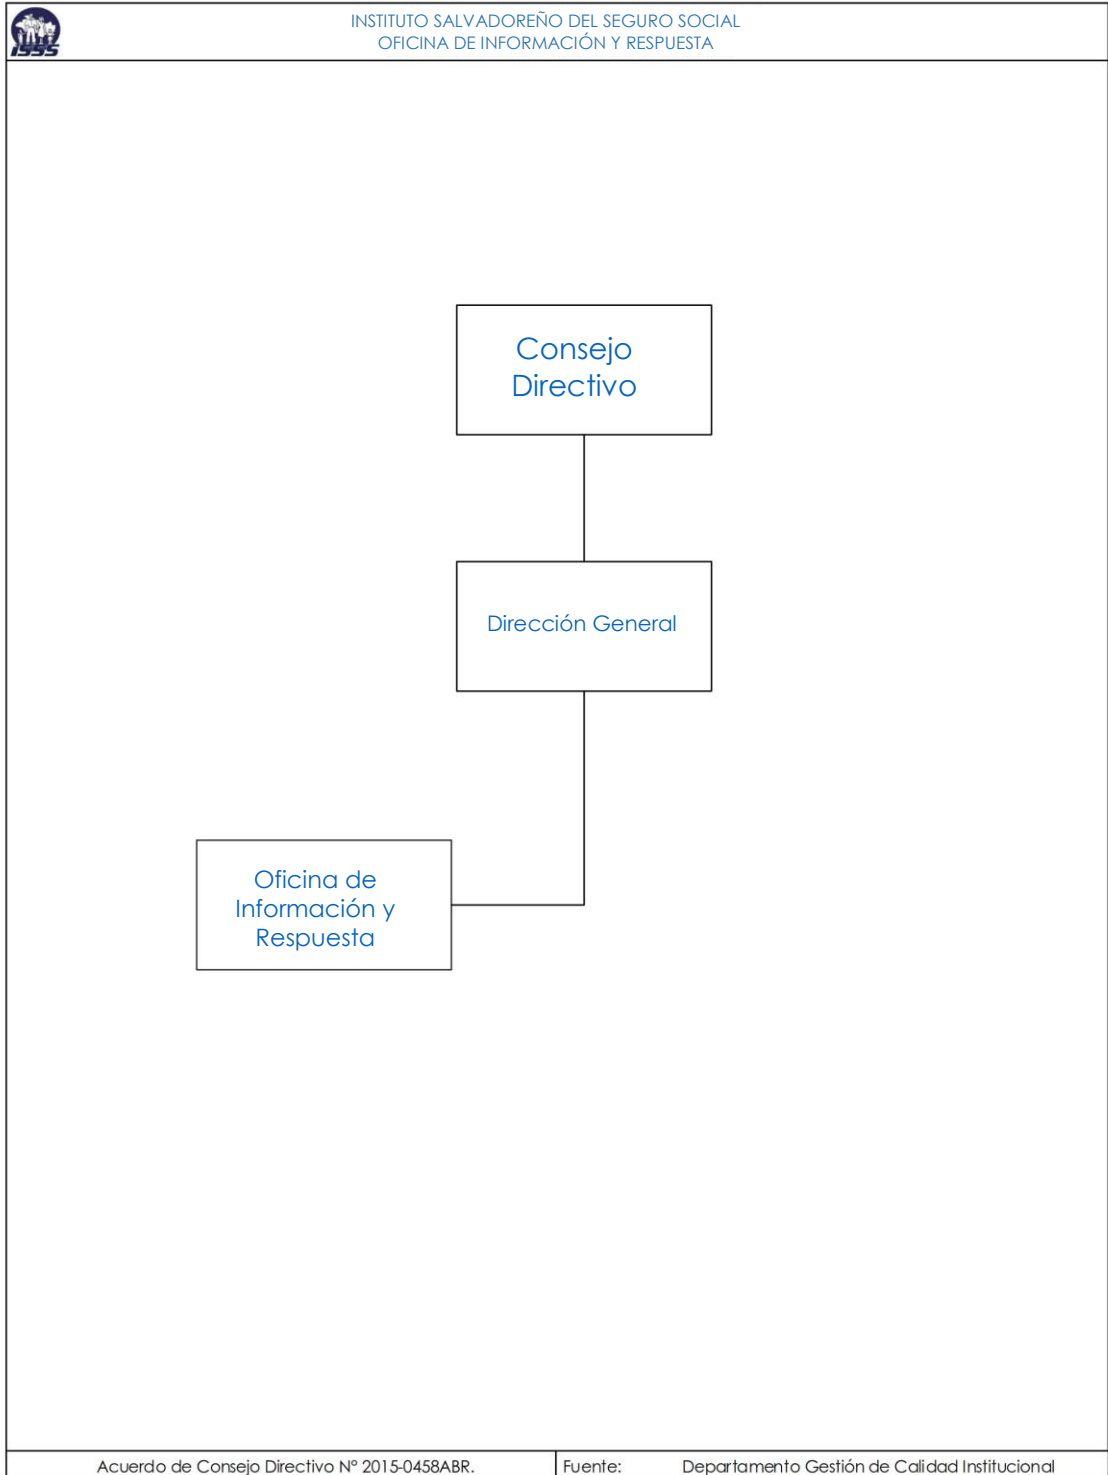 ISSS
INSTITUTO SALVADOREÑO DEL SEGURO SOCIAL
OFICINA DE INFORMACIÓN Y RESPUESTA
Consejo
Directivo
Dirección General
Oficina de
Información y
Respuesta
Acuerdo de Consejo Directivo N° 2015-0458ABR.
Fuente: Departamento Gestión de Calidad Institucional